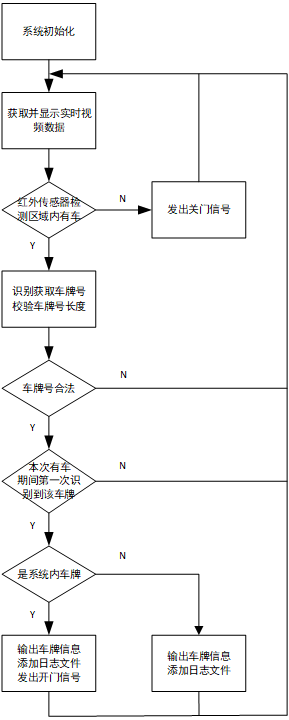 系统初始化
获取并显示实时视
频数据
红外传感器检
测区域内有车
N
发出关门信号
Y
识别获取车牌号
校验车牌号长度
车牌号合法
N
Y
本次有车
期间第一次识
别到该车牌
N
Y
是系统内车牌
N
Y
输出车牌信息
添加日志文件
发出开门信号
输出车牌信息
添加日志文件